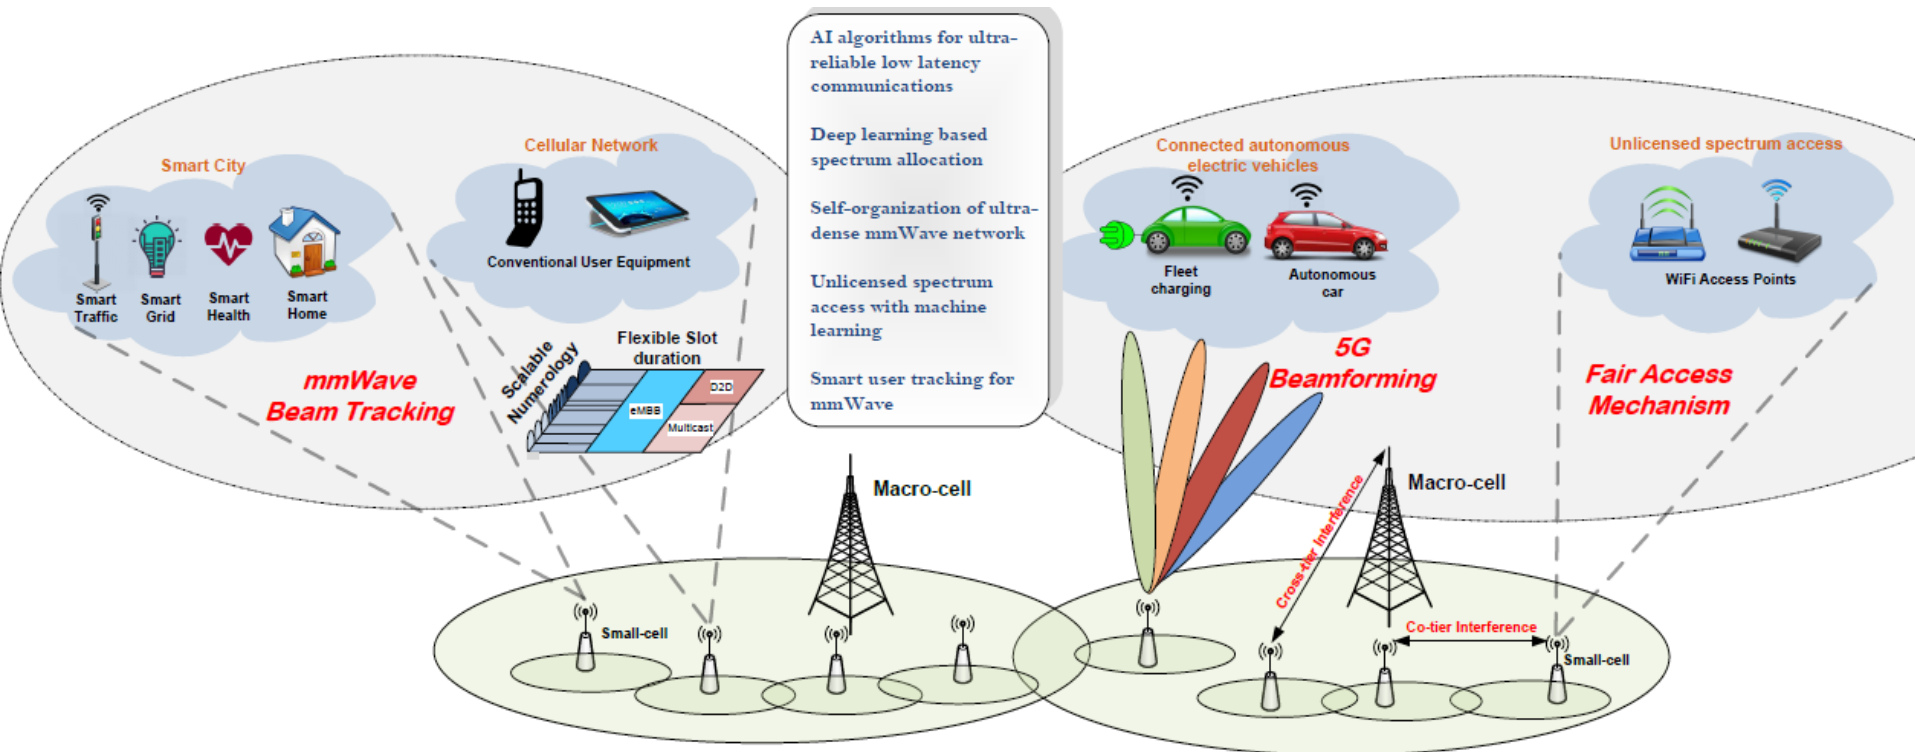 AI algorithms for ultra-
reliable low latency
communications
Deep learning based
spectrum allocation
Self-organization of ultra-
dense mmWave network
Unlicensed spectrum
access with machine
learning
Smart user tracking for
mmWave
Smart City
Smart
Traffic
Smart
Grid
Smart
Health
Smart
Home
Cellular Network
Conventional User Equipment
mmWave
Beam Tracking
Scalable
Numerology
Flexible Slot
duration
eMBB
D2D
Multicast
Connected autonomous
electric vehicles
Fleet
charging
Autonomous
car
Unlicensed spectrum access
WiFi Access Points
5G
Beamforming
Fair Access
Mechanism
Macro-cell
Small-cell
Macro-cell
Cross-tier Interference
Co-tier Interference
Small-cell